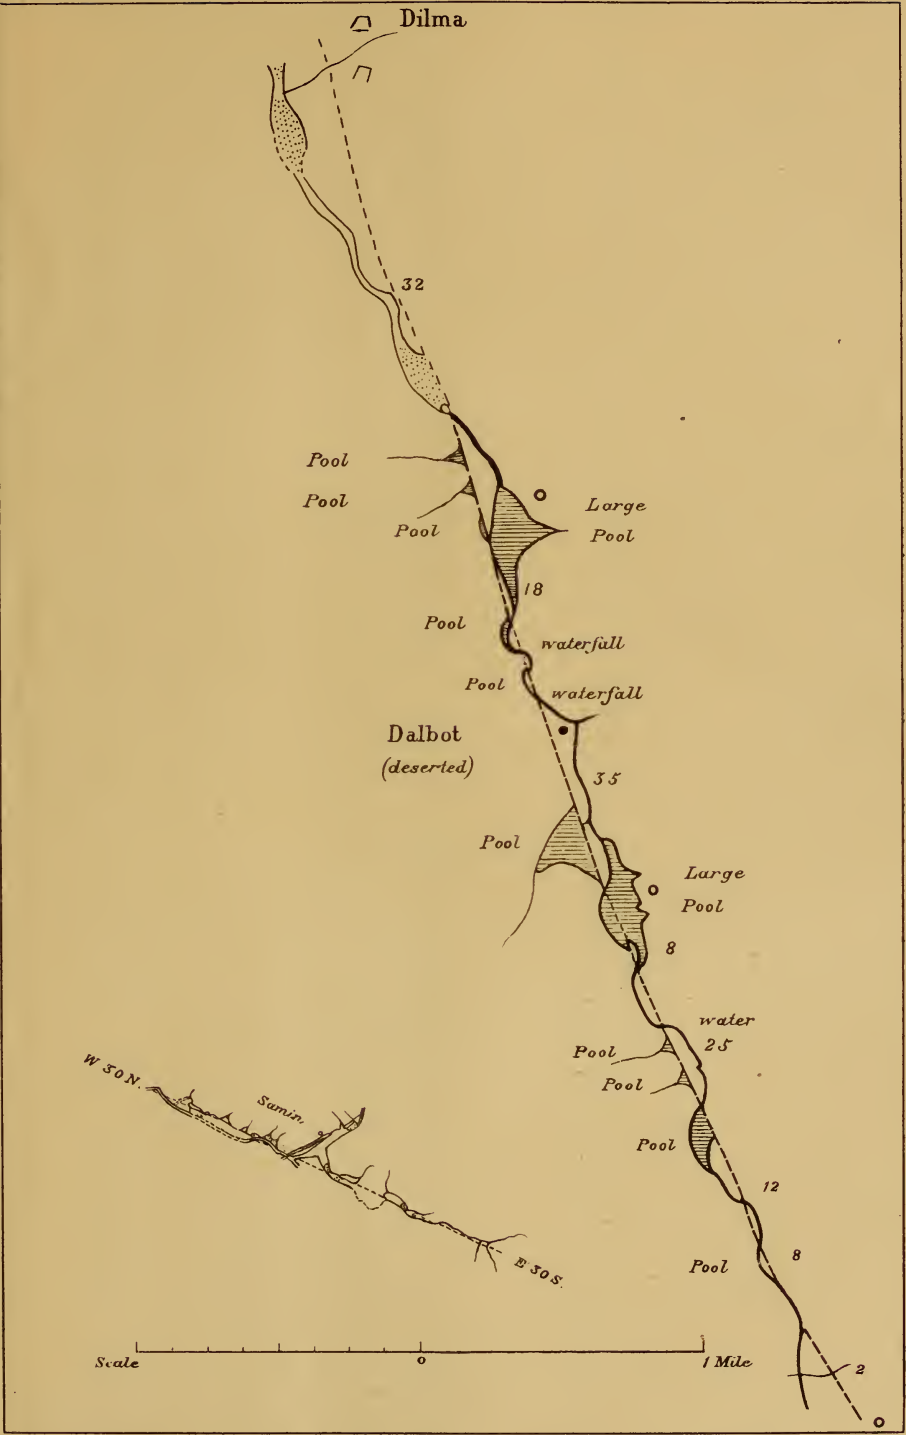 Dilma
32
Pool
Pool
Pool
Large
Pool
18
Pool
waterfall
Pool
waterfall
Dalbot
(deserted)
35
Pool
Large
Pool
8
water
25
Pool
Pool
Pool
12
8
Pool
2
W 30 N.
Samin
E 30 S.
Scale
0
1 Mile